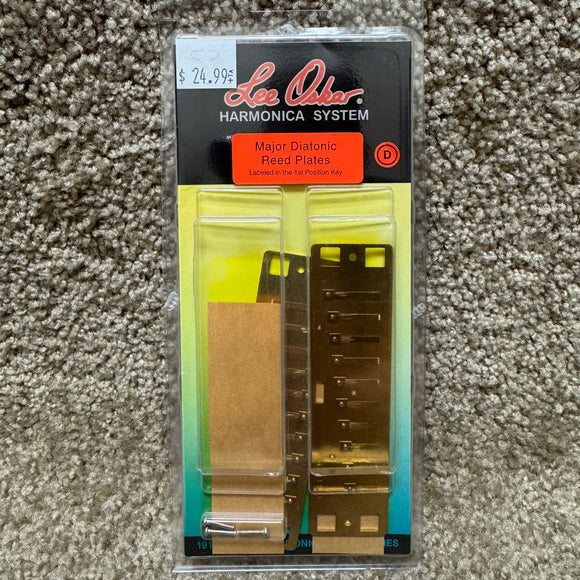 $ 24.99
Lee Oskar
HARMONICA SYSTEM
Major Diatonic
Reed Plates
Labeled in the 1st Position Key
D